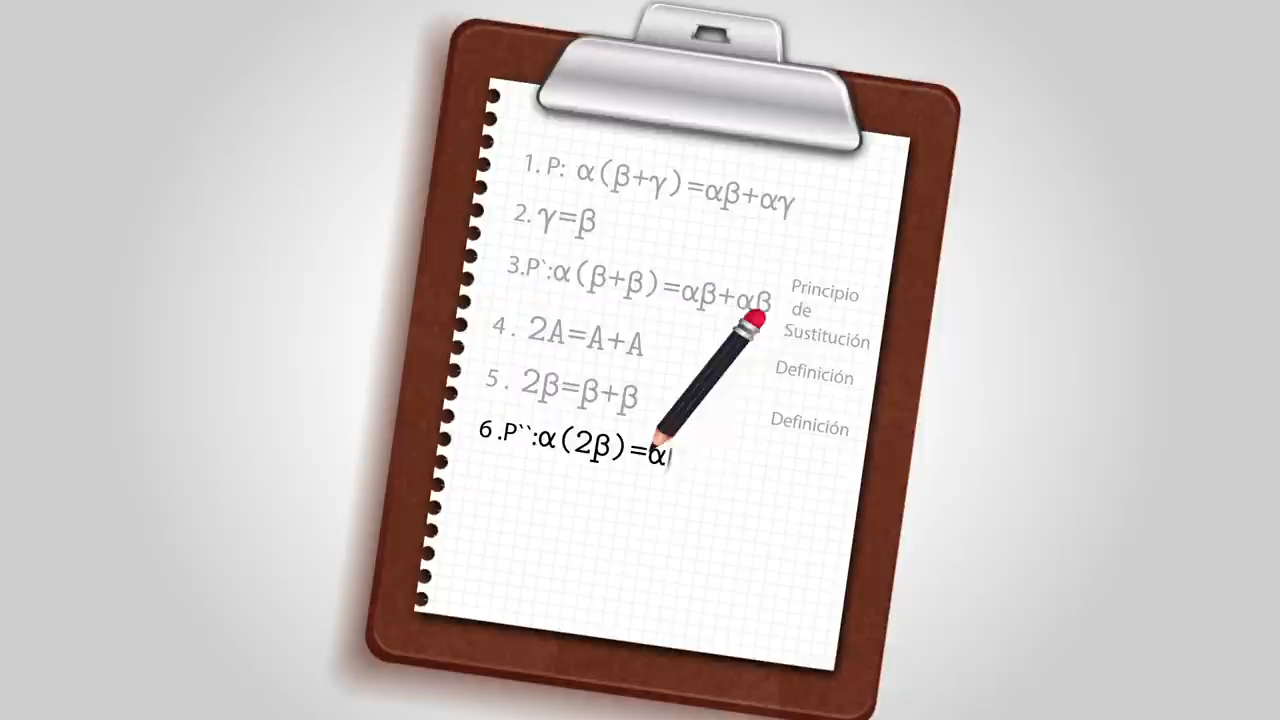 1. P: α(β+γ)=αβ+αγ
2. γ=β
3.P`:α(β+β)=αβ+αβ
Principio
de
Sustitución
4. 2A=A+A
Definición
5. 2β=β+β
Definición
6.P``:α(2β)=α